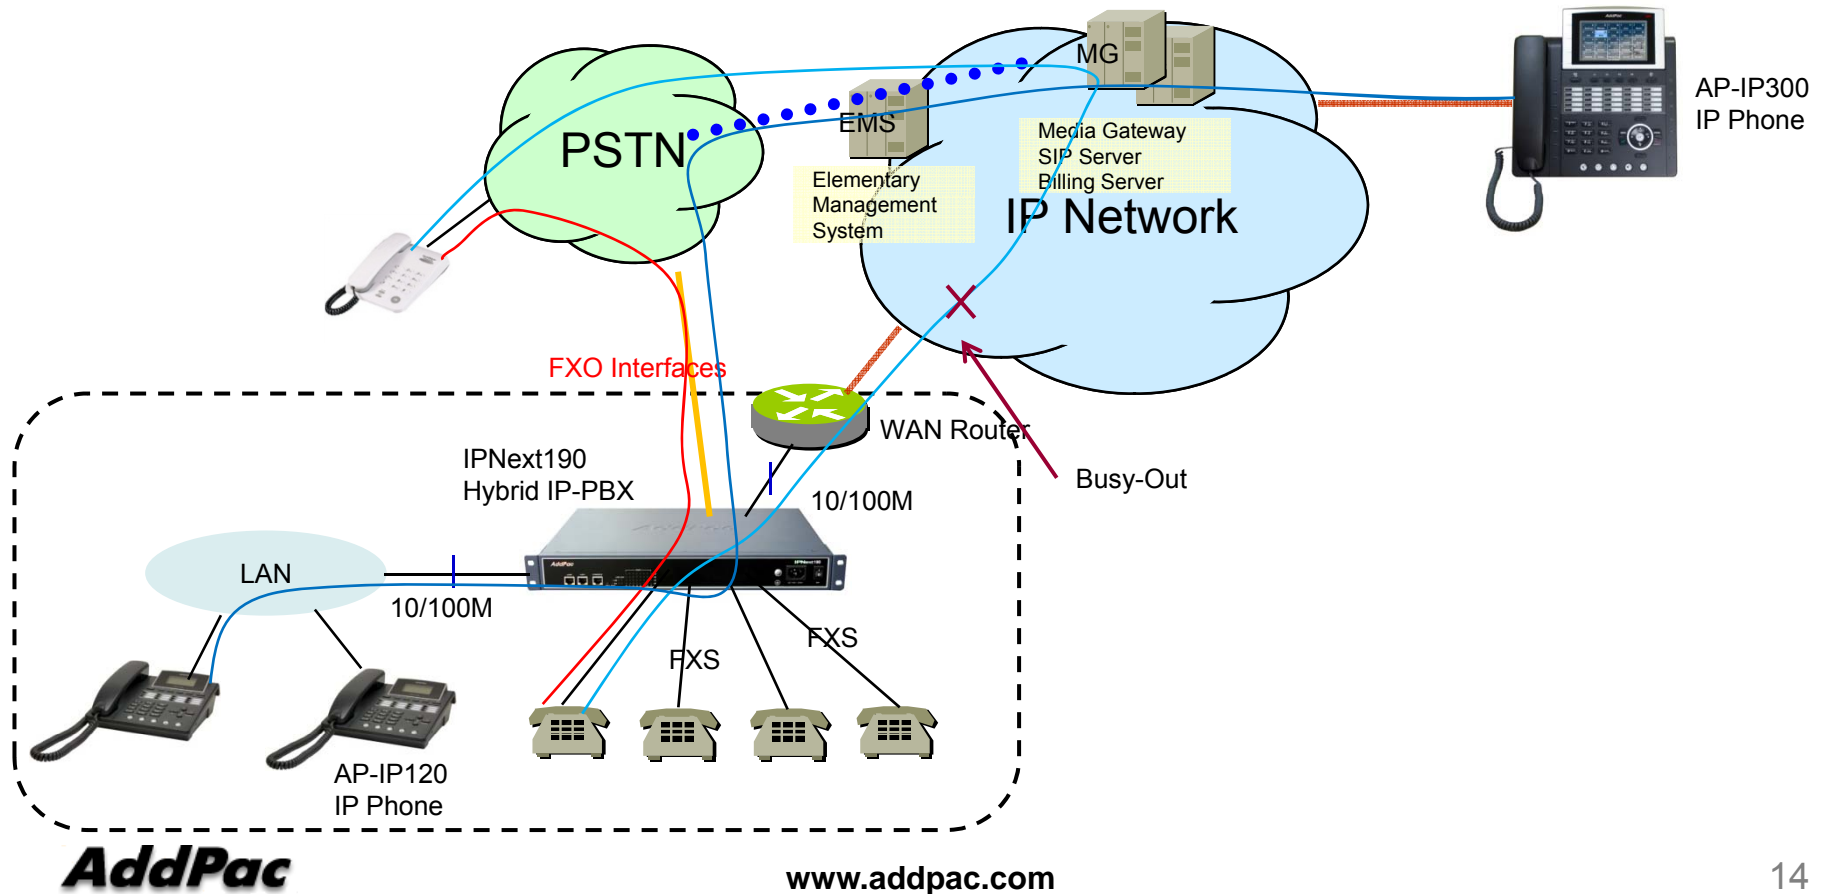 MG
AP-IP300
IP Phone
EMS
PSTN
Media Gateway
SIP Server
Billing Server
Elementary
Management
System
IP Network
FXO Interfaces
WAN Router
IPNext190
Hybrid IP-PBX
Busy-Out
10/100M
AddPac
IPNext190
LAN
10/100M
FXS
FXS
AP-IP120
IP Phone
AddPac
www.addpac.com
14